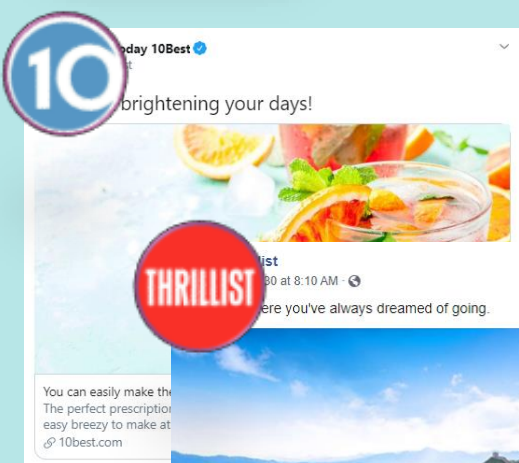 10
oday 10Best
t
brightening your days!
list
30 at 8:10 AM ·
THRILLIST
ere you've always dreamed of going.
You can easily make the
The perfect prescription
easy breezy to make at
10best.com